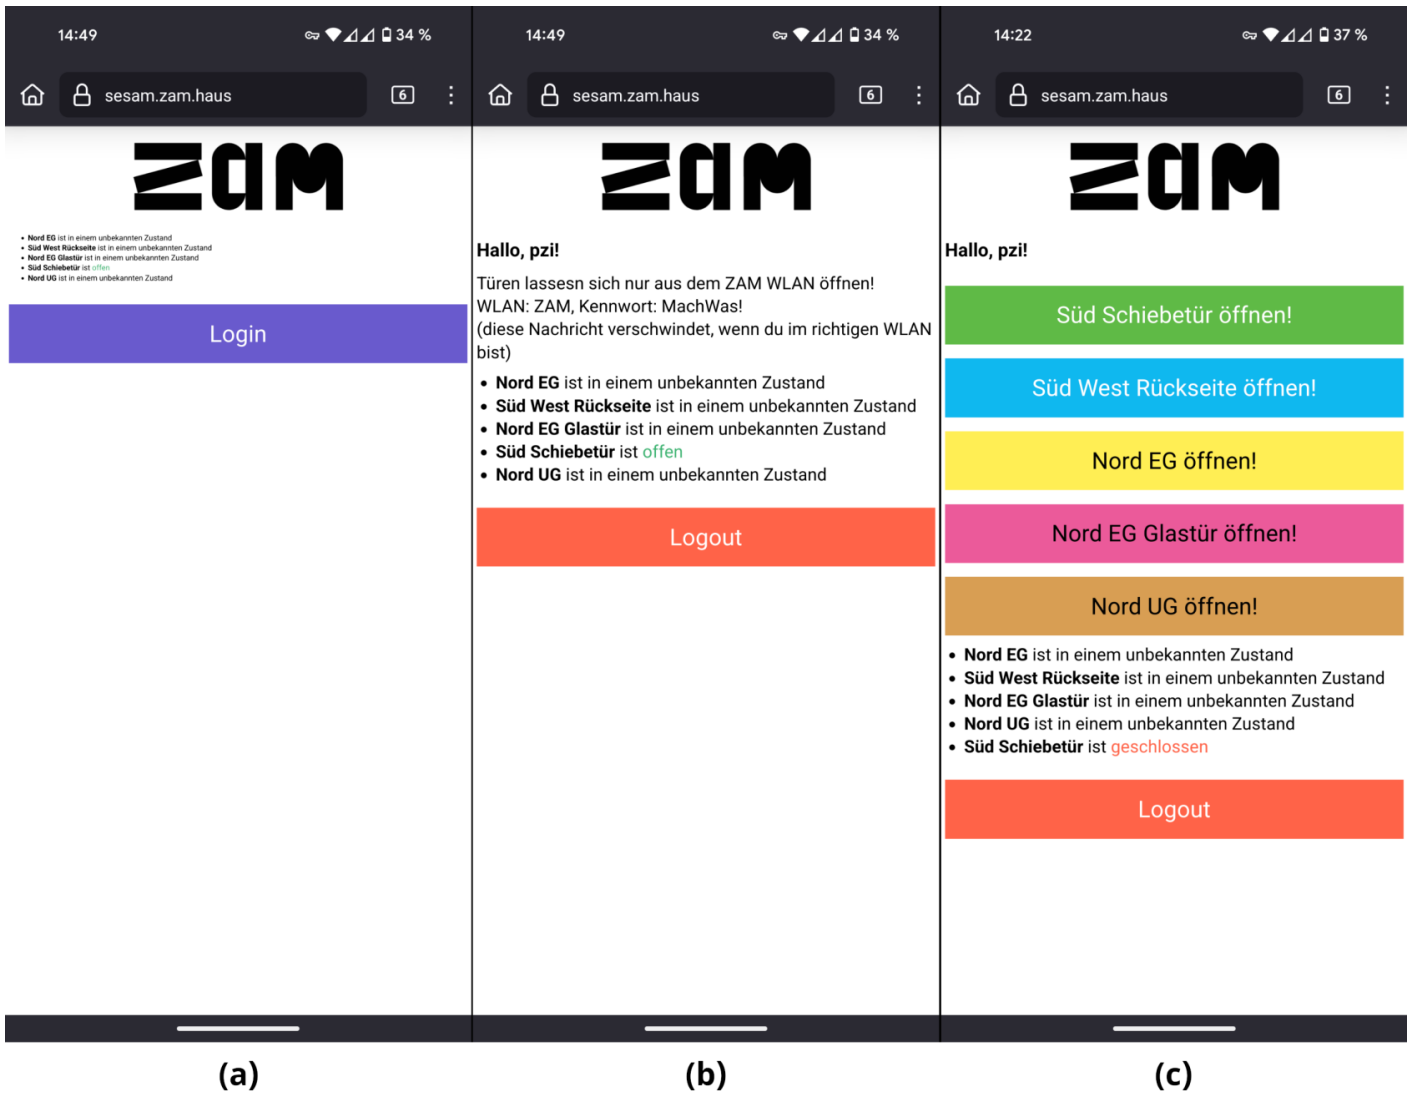 14:49
34 %
sesam.zam.haus
6
zam
Nord EG ist in einem unbekannten Zustand
Süd West Rückseite ist in einem unbekannten Zustand
Nord EG Glastür ist in einem unbekannten Zustand
Süd Schiebetür ist offen
Nord UG ist in einem unbekannten Zustand
Login
(a)
14:49
34 %
sesam.zam.haus
6
zam
Hallo, pzi!
Türen lassesn sich nur aus dem ZAM WLAN öffnen!
WLAN: ZAM, Kennwort: MachWas!
(diese Nachricht verschwindet, wenn du im richtigen WLAN
bist)
Nord EG ist in einem unbekannten Zustand
Süd West Rückseite ist in einem unbekannten Zustand
Nord EG Glastür ist in einem unbekannten Zustand
Süd Schiebetür ist offen
Nord UG ist in einem unbekannten Zustand
Logout
(b)
14:22
37 %
sesam.zam.haus
6
zam
Hallo, pzi!
Süd Schiebetür öffnen!
Süd West Rückseite öffnen!
Nord EG öffnen!
Nord EG Glastür öffnen!
Nord UG öffnen!
Nord EG ist in einem unbekannten Zustand
Süd West Rückseite ist in einem unbekannten Zustand
Nord EG Glastür ist in einem unbekannten Zustand
Nord UG ist in einem unbekannten Zustand
Süd Schiebetür ist geschlossen
Logout
(c)